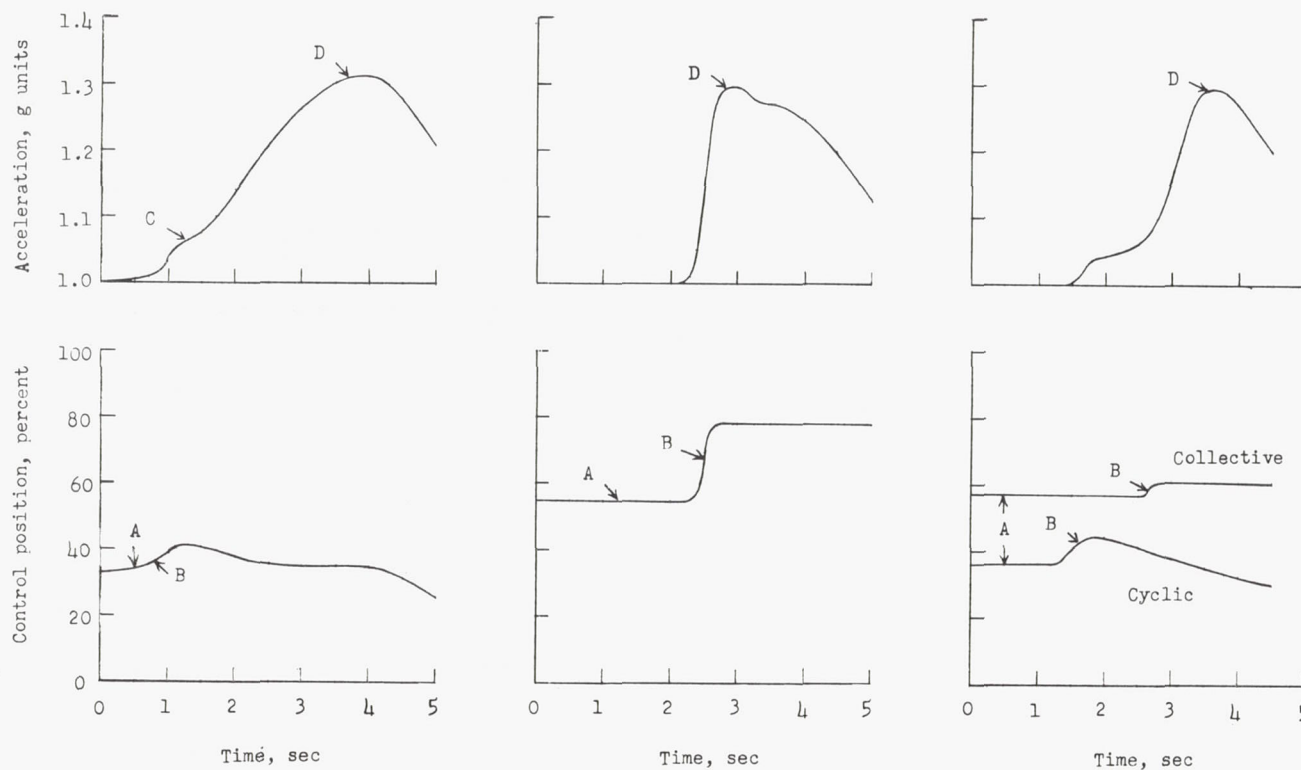 Acceleration, g units
1.4
1.3
1.2
1.1
1.0
C
D
D
D
Control position, percent
100
80
60
40
20
0
A
B
0 1 2 3 4 5
Time, sec
A
B
0 1 2 3 4 5
Time, sec
B
Collective
A
B
Cyclic
0 1 2 3 4 5
Time, sec